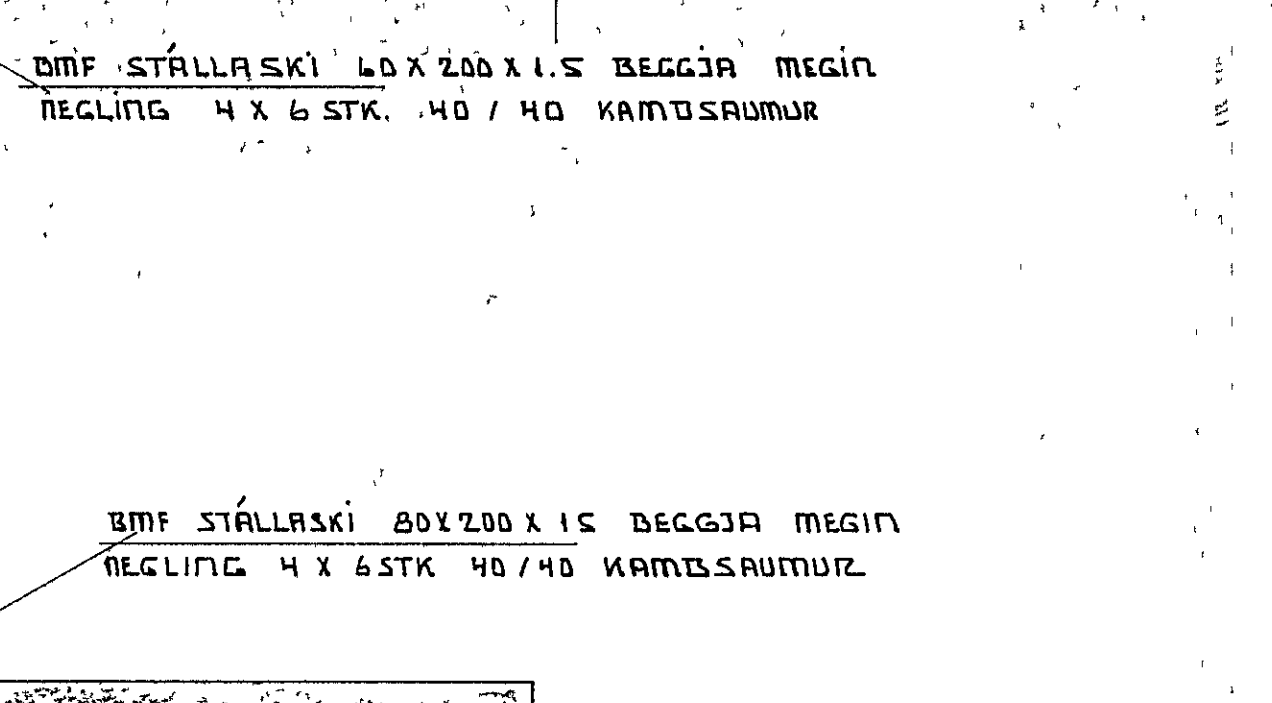 BMF STÁLLASKI 60 X 200 X 1.5 BEGGJA MEGIN
NEGLING 4 X 6 STK. 40 / 40 KAMBSAUMUR
BMF STÁLLASKI 80 X 200 X 1 5 BEGGJA MEGIN
NEGLING 4 X 6 STK 40 / 40 KAMBSSAUMUR